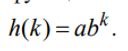 h(k) = ab^k.